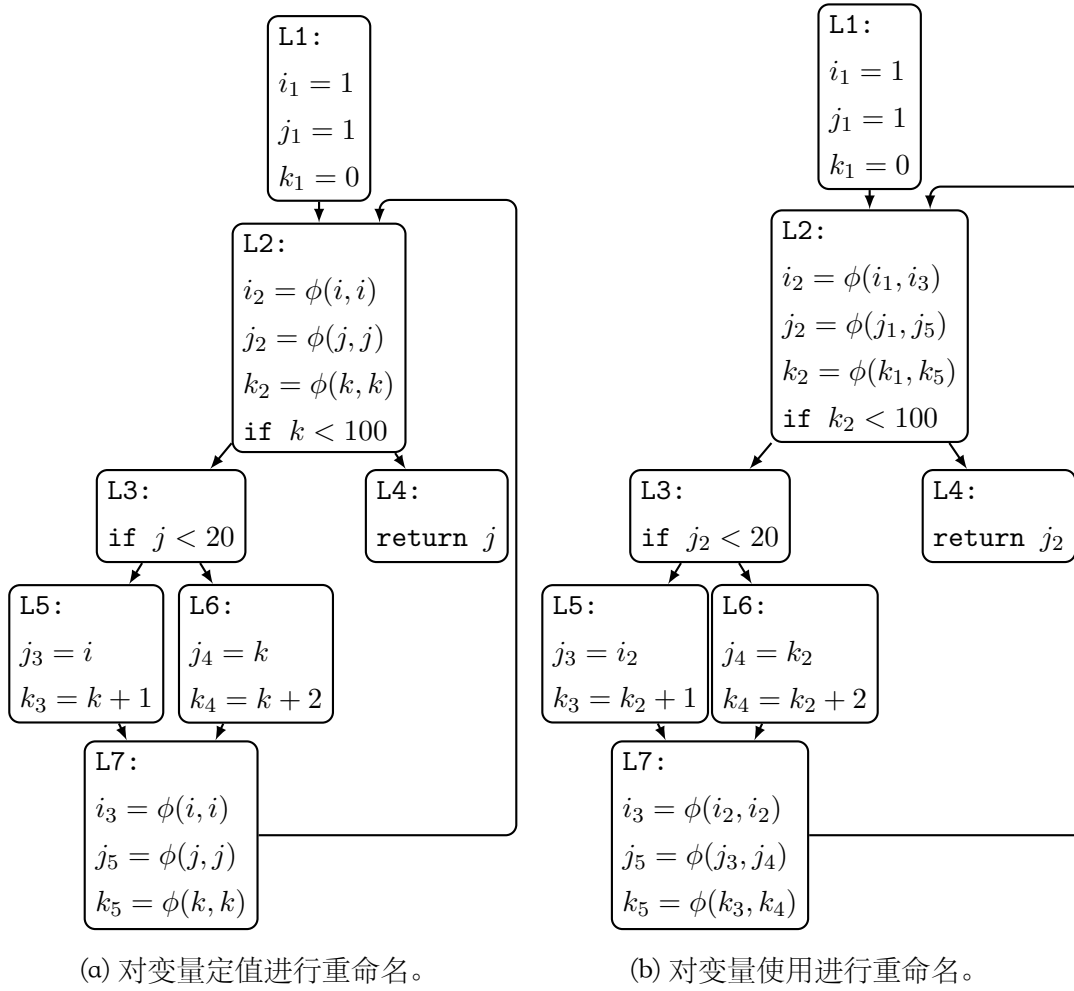 L1:
i₁ = 1
j₁ = 1
k₁ = 0
L2:
i₂ = ϕ(i, i)
j₂ = ϕ(j, j)
k₂ = ϕ(k, k)
if k < 100
L3:
if j < 20
L4:
return j
L5:
j₃ = i
k₃ = k + 1
L6:
j₄ = k
k₄ = k + 2
L7:
i₃ = ϕ(i, i)
j₅ = ϕ(j, j)
k₅ = ϕ(k, k)
(a) 对变量定值进行重命名。
L1:
i₁ = 1
j₁ = 1
k₁ = 0
L2:
i₂ = ϕ(i₁, i₃)
j₂ = ϕ(j₁, j₅)
k₂ = ϕ(k₁, k₅)
if k₂ < 100
L3:
if j₂ < 20
L4:
return j₂
L5:
j₃ = i₂
k₃ = k₂ + 1
L6:
j₄ = k₂
k₄ = k₂ + 2
L7:
i₃ = ϕ(i₂, i₂)
j₅ = ϕ(j₃, j₄)
k₅ = ϕ(k₃, k₄)
(b) 对变量使用进行重命名。